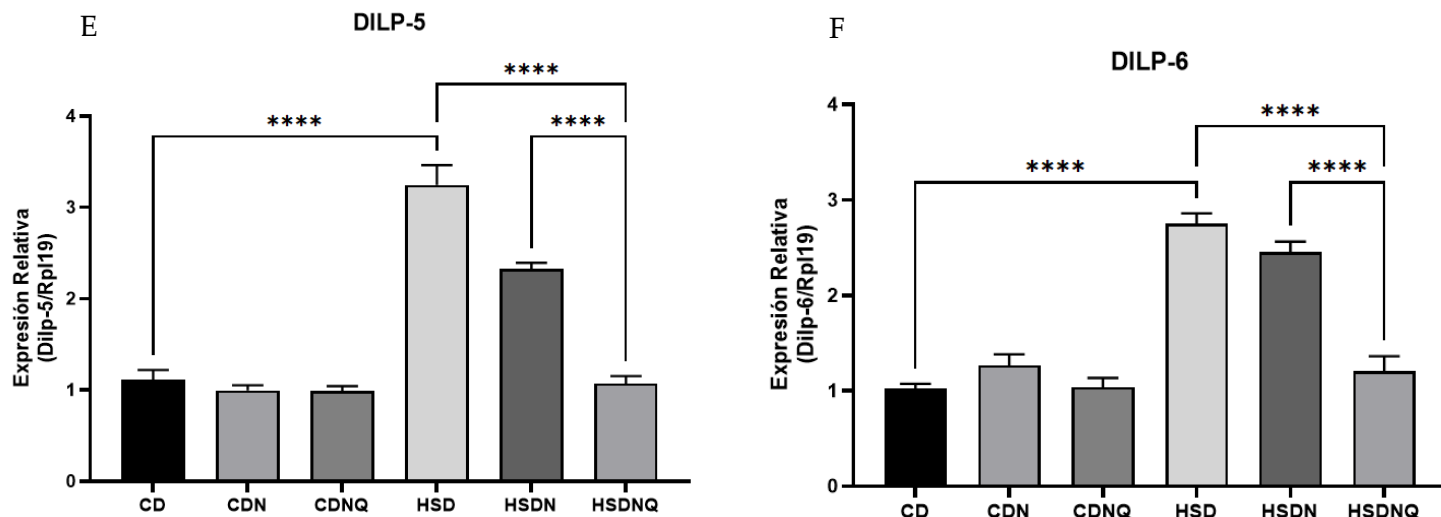 E
DILP-5
****
****
****
Expresión Relativa
(Dilp-5/Rpl19)
4
3
2
1
0
CD CDN CDNQ HSD HSDN HSDNQ
F
DILP-6
****
****
****
Expresión Relativa
(Dilp-6/Rpl19)
4
3
2
1
0
CD CDN CDNQ HSD HSDN HSDNQ